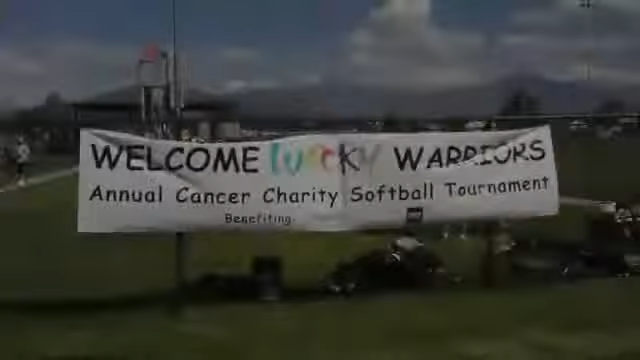 WELCOME lucky WARRIORS
Annual Cancer Charity Softball Tournament
Benefiting: